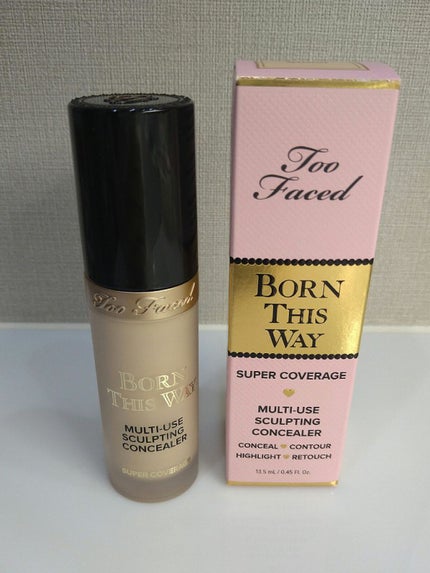 Too Faced
BORN
THIS WAY
MULTI-USE
SCULPTING
CONCEALER
SUPER COVERAGE
Too
Faced
BORN
THIS
WAY
SUPER COVERAGE
MULTI-USE
SCULPTING
CONCEALER
CONCEAL CONTOUR
HIGHLIGHT RETOUCH
13.5 mL / 0.45 Fl. Oz.